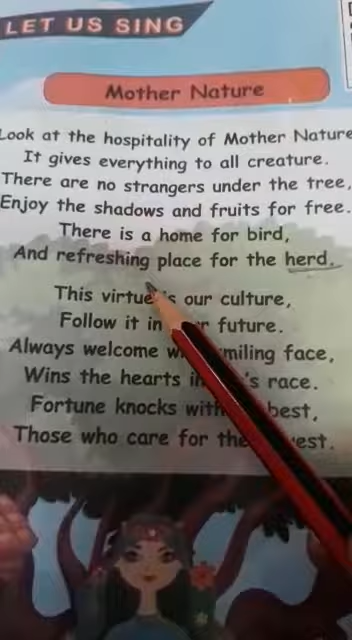 LET US SING
Mother Nature
Look at the hospitality of Mother Nature
It gives everything to all creature.
There are no strangers under the tree,
Enjoy the shadows and fruits for free.
There is a home for bird,
And refreshing place for the herd.
This virtue is our culture,
Follow it in future.
Always welcome smiling face,
Wins the hearts in race.
Fortune knocks with best,
Those who care for the